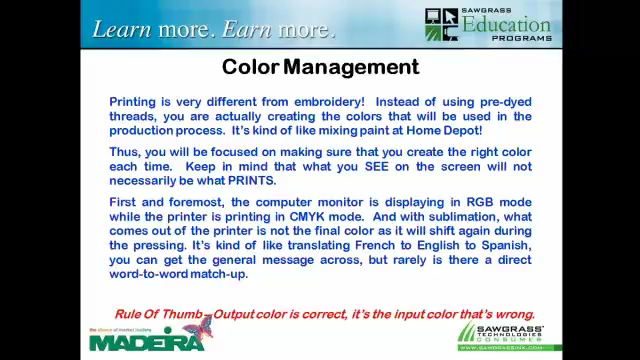 Learn more. Earn more.
SAWGRASS
Education
PROGRAMS
Color Management
Printing is very different from embroidery! Instead of using pre-dyed
threads, you are actually creating the colors that will be used in the
production process. It's kind of like mixing paint at Home Depot!
Thus, you will be focused on making sure that you create the right color
each time. Keep in mind that what you SEE on the screen will not
necessarily be what PRINTS.
First and foremost, the computer monitor is displaying in RGB mode
while the printer is printing in CMYK mode. And with sublimation, what
comes out of the printer is not the final color as it will shift again during
the pressing. It's kind of like translating French to English to Spanish,
you can get the general message across, but rarely is there a direct
word-to-word match-up.
Rule Of Thumb – Output color is correct, it's the input color that's wrong.
MADEIRA
SAWGRASS
TECHNOLOGIES
CONSUMER
WWW.SAWGRASSINK.COM